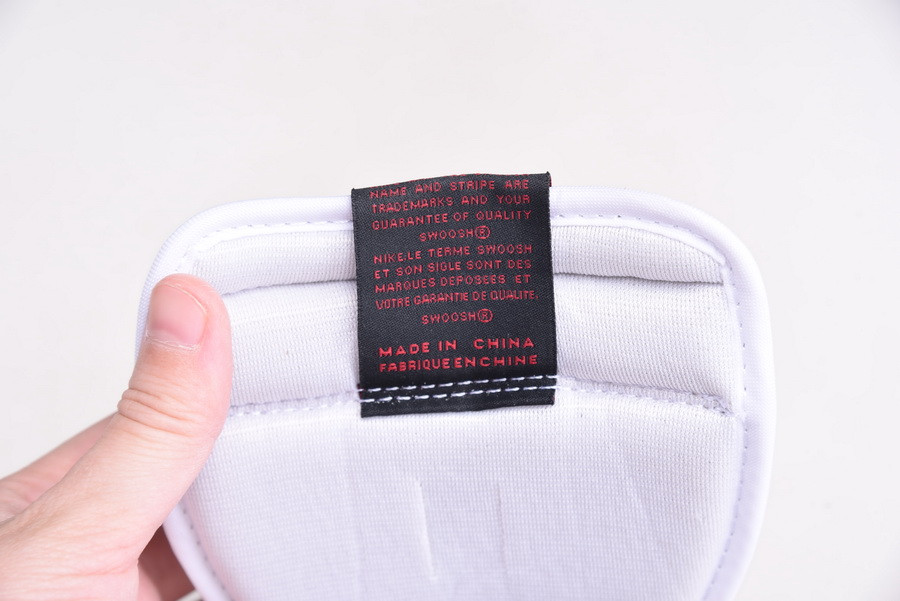 NAME AND STRIPE ARE
TRADEMARKS AND YOUR
GUARANTEE OF QUALITY
SWOOSH®
NIKE:LE TERME SWOOSH
ET SON SIGLE SONT DES
MARQUES DEPOSEES ET
VOTRE GARANTIE DE QUALITE.
SWOOSH®
MADE IN CHINA
FABRIQUE EN CHINE